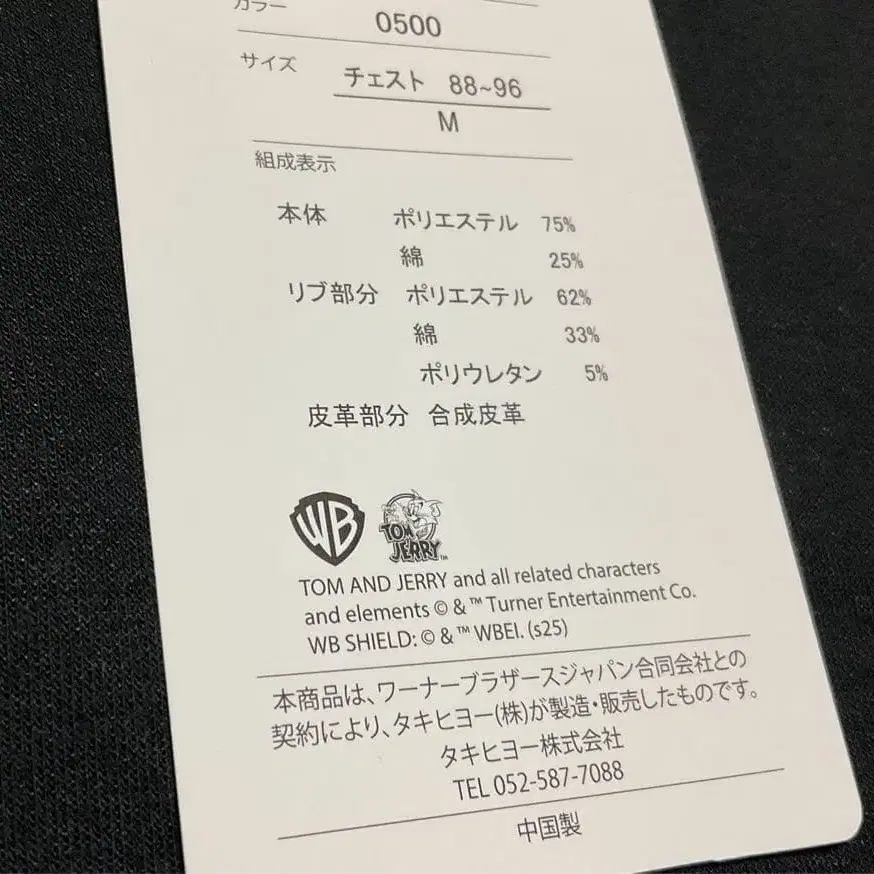 カラー
0500
サイズ
チェスト 88~96
M
組成表示
本体 ポリエステル 75%
綿 25%
リブ部分 ポリエステル 62%
綿 33%
ポリウレタン 5%
皮革部分 合成皮革
WB TOM AND JERRY™
TOM AND JERRY and all related characters
and elements © & ™ Turner Entertainment Co.
WB SHIELD: © & ™ WBEI. (s25)
本商品は、ワーナーブラザースジャパン合同会社との
契約により、タキヒヨー(株)が製造・販売したものです。
タキヒヨー株式会社
TEL 052-587-7088
中国製